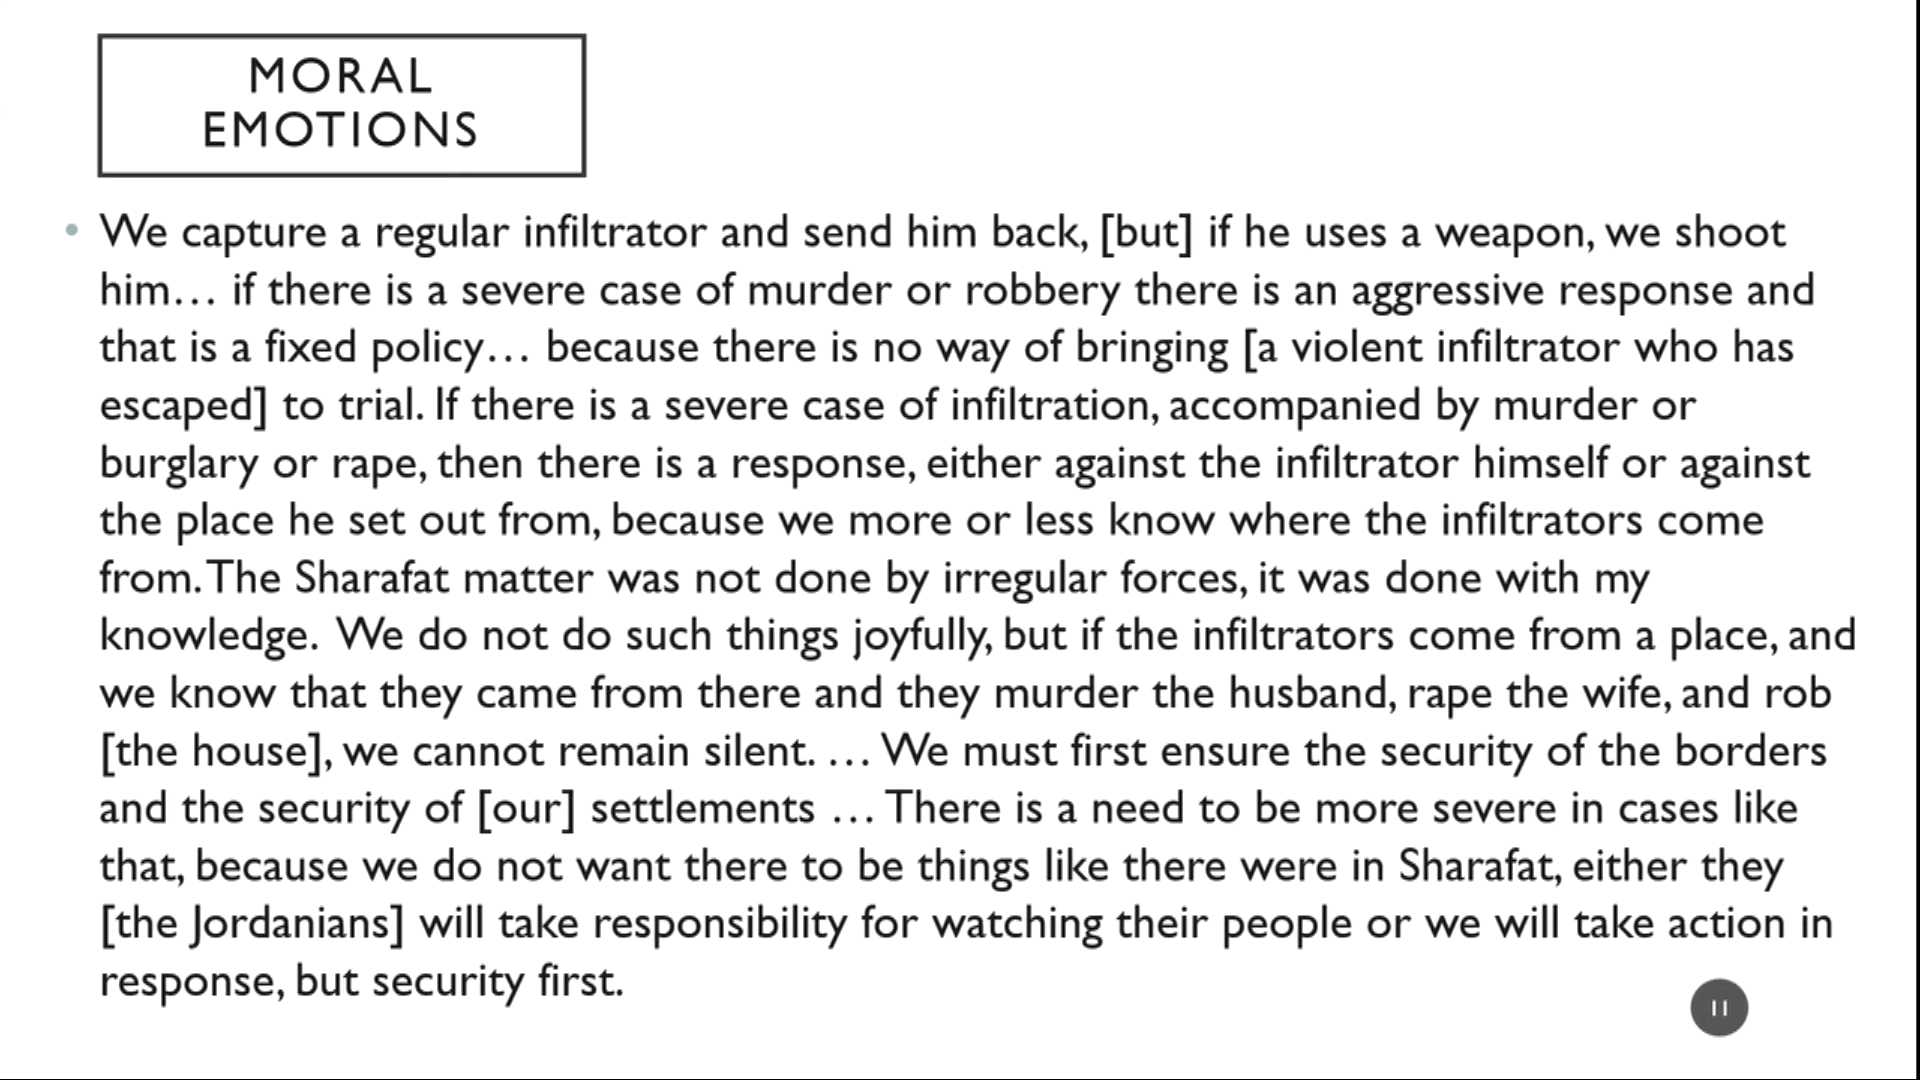 MORAL
EMOTIONS
• We capture a regular infiltrator and send him back, [but] if he uses a weapon, we shoot
him… if there is a severe case of murder or robbery there is an aggressive response and
that is a fixed policy… because there is no way of bringing [a violent infiltrator who has
escaped] to trial. If there is a severe case of infiltration, accompanied by murder or
burglary or rape, then there is a response, either against the infiltrator himself or against
the place he set out from, because we more or less know where the infiltrators come
from. The Sharafat matter was not done by irregular forces, it was done with my
knowledge.  We do not do such things joyfully, but if the infiltrators come from a place, and
we know that they came from there and they murder the husband, rape the wife, and rob
[the house], we cannot remain silent. … We must first ensure the security of the borders
and the security of [our] settlements … There is a need to be more severe in cases like
that, because we do not want there to be things like there were in Sharafat, either they
[the Jordanians] will take responsibility for watching their people or we will take action in
response, but security first.
11